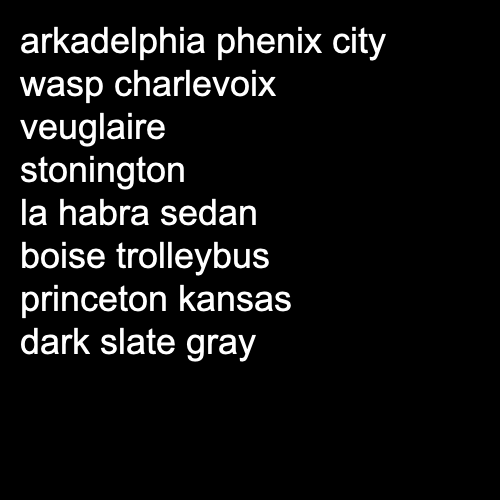 arkadelphia phenix city
wasp charlevoix
veuglaire
stonington
la habra sedan
boise trolleybus
princeton kansas
dark slate gray